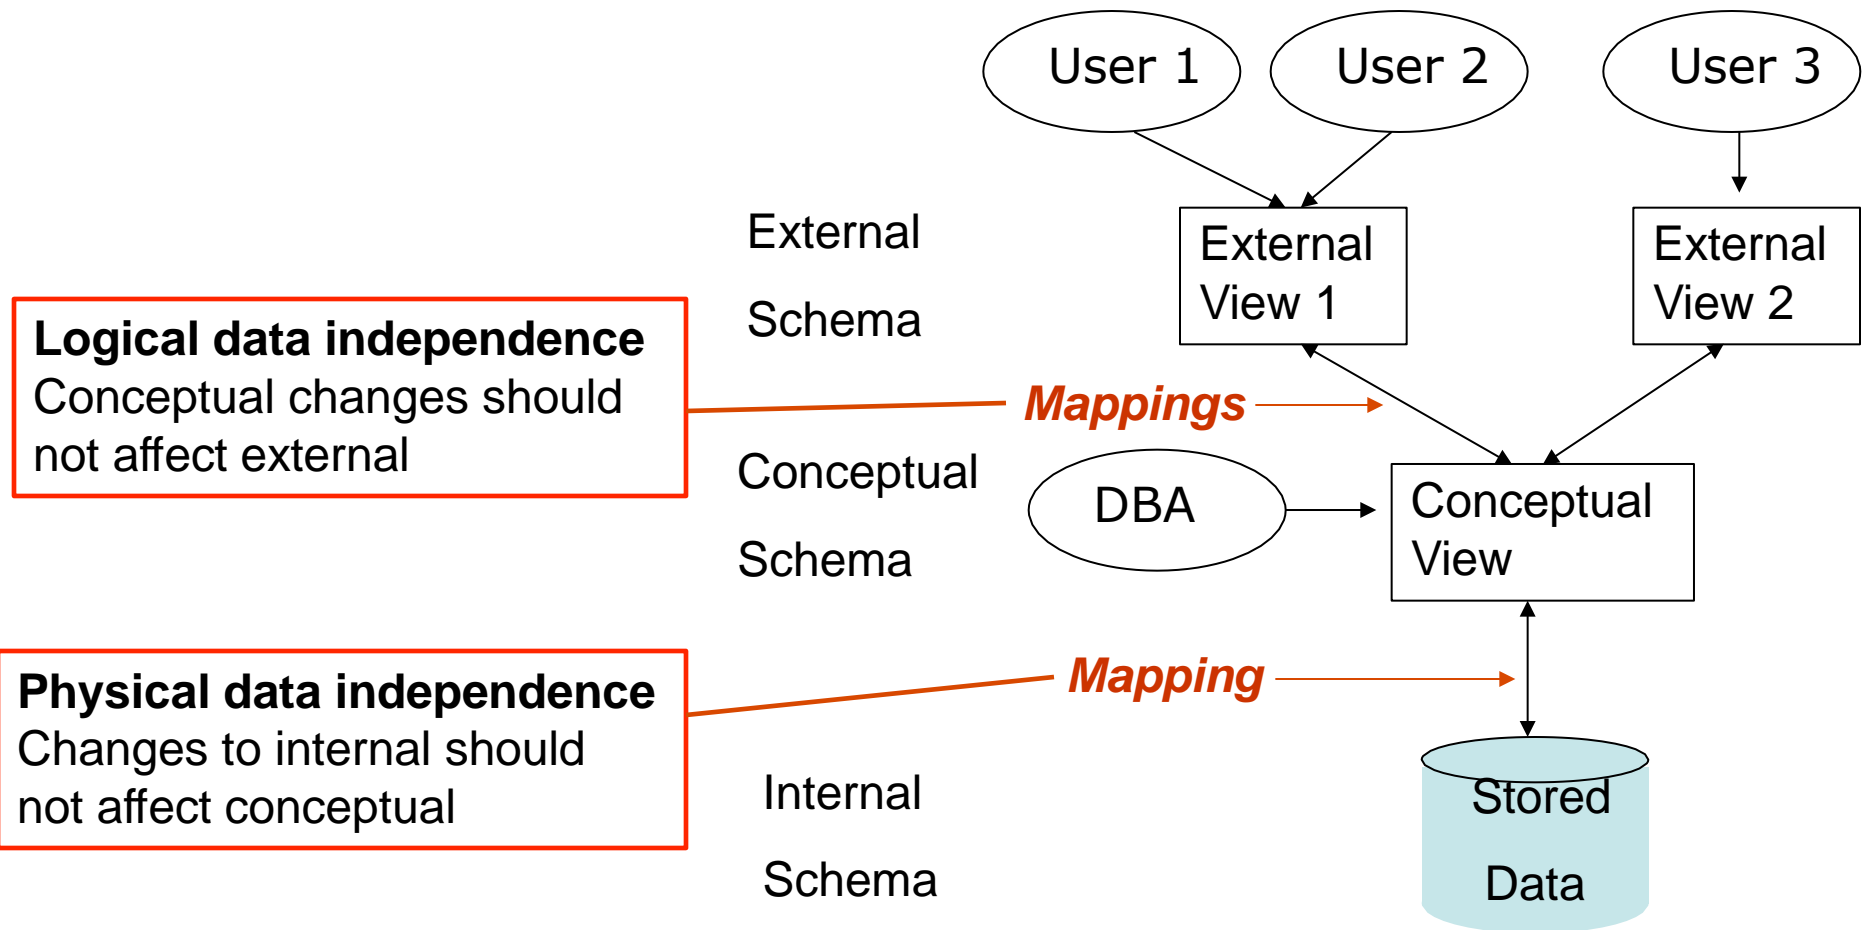 User 1
User 2
User 3
External
Schema
External
View 1
External
View 2
Logical data independence
Conceptual changes should
not affect external
Mappings
Conceptual
Schema
DBA
Conceptual
View
Physical data independence
Changes to internal should
not affect conceptual
Mapping
Internal
Schema
Stored
Data